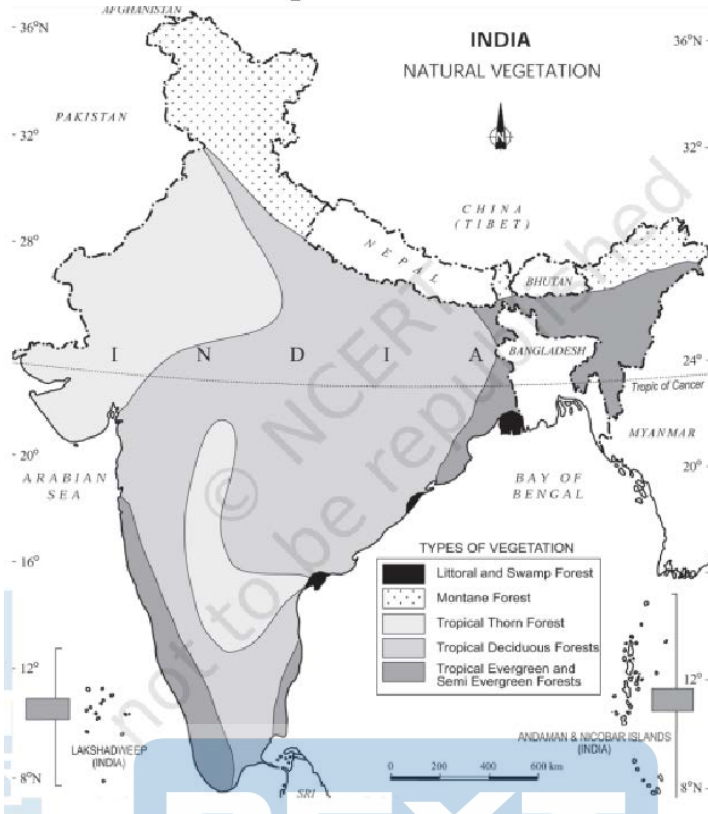 AFGHANISTAN
36°N
INDIA
NATURAL VEGETATION
36°N
N
PAKISTAN
32°
32°
CHINA
(TIBET)
28°
28°
NEPAL
BHUTAN
INDIA
BANGLADESH
24°
Tropic of Cancer
MYANMAR
20°
20°
ARABIAN
SEA
BAY OF
BENGAL
© NCERT
not to be republished
TYPES OF VEGETATION
Littoral and Swamp Forest
Montane Forest
Tropical Thorn Forest
Tropical Deciduous Forests
Tropical Evergreen and
Semi Evergreen Forests
16°
12°
12°
LAKSHADWEEP
(INDIA)
ANDAMAN & NICOBAR ISLANDS
(INDIA)
0 200 400 600 km
8°N
8°N
SRI